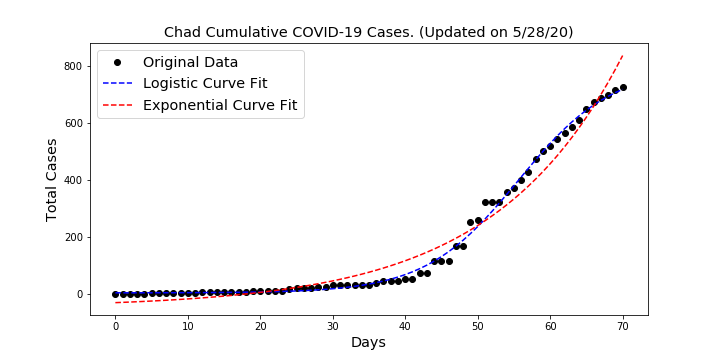 Chad Cumulative COVID-19 Cases. (Updated on 5/28/20)
Original Data
Logistic Curve Fit
Exponential Curve Fit
Total Cases
800
600
400
200
0
0 10 20 30 40 50 60 70
Days